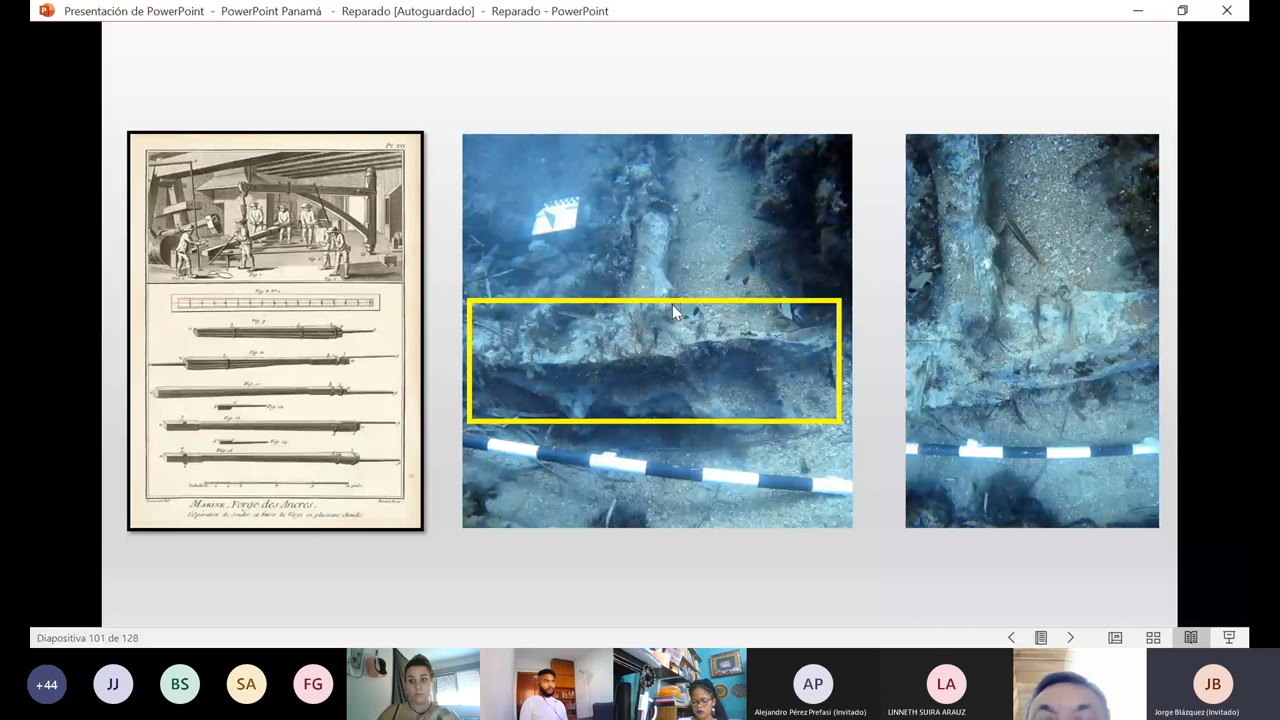 Presentación de PowerPoint - PowerPoint Panamá - Reparado [Autoguardado] - Reparado - PowerPoint
MARINE, Forge des Ancres,
Diapositiva 101 de 128
+44
JJ
BS
SA
FG
AP
LA
JB
Alejandro Pérez Prefasi (Invitado)
LINNETH SUIRA ARAUZ
Jorge Blázquez (Invitado)